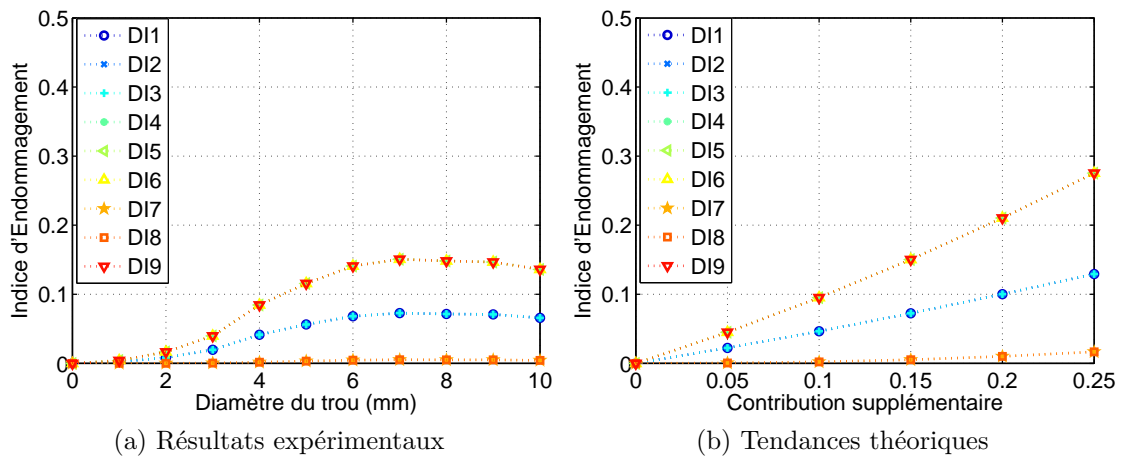 0.5
0.4
0.3
0.2
0.1
0
Indice d'Endommagement
DI1
DI2
DI3
DI4
DI5
DI6
DI7
DI8
DI9
0 2 4 6 8 10
Diamètre du trou (mm)
(a) Résultats expérimentaux
0.5
0.4
0.3
0.2
0.1
0
Indice d'Endommagement
DI1
DI2
DI3
DI4
DI5
DI6
DI7
DI8
DI9
0 0.05 0.1 0.15 0.2 0.25
Contribution supplémentaire
(b) Tendances théoriques